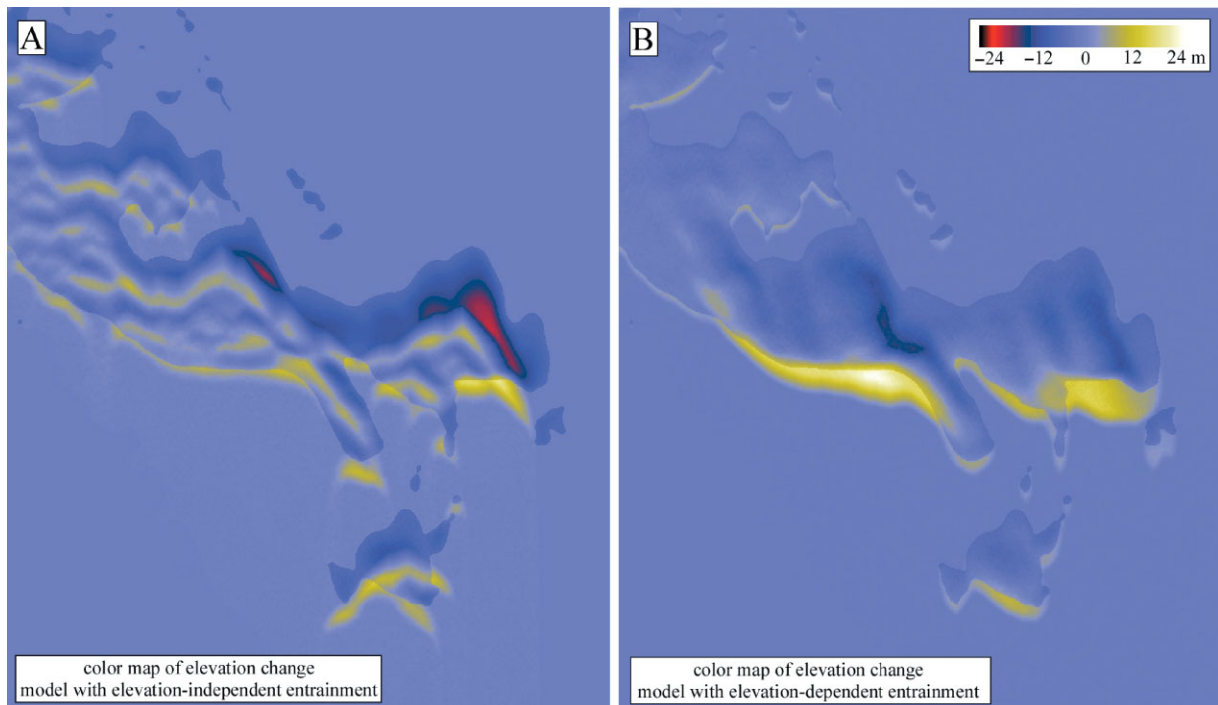 A
B
−24 −12 0 12 24 m
color map of elevation change
model with elevation-independent entrainment
color map of elevation change
model with elevation-dependent entrainment